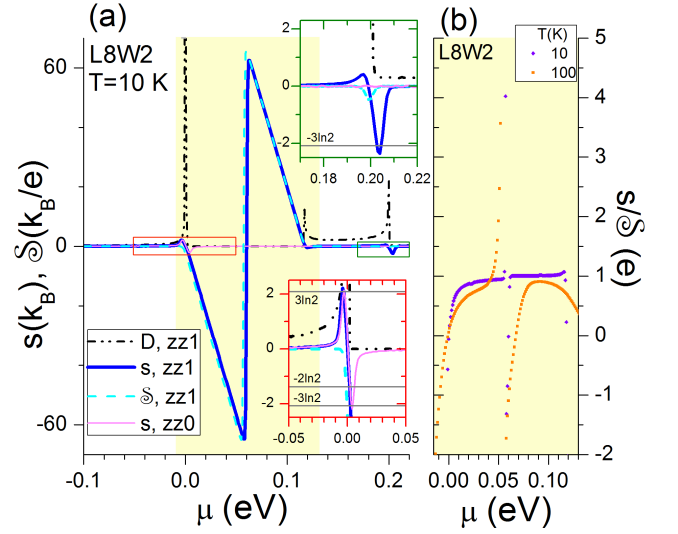 (a)
L8W2
T=10 K
60
0
-60
s(k_B), 𝒮(k_B/e)
-0.1
0.0
0.1
0.2
μ (eV)
D, zz1
s, zz1
𝒮, zz1
s, zz0
2
0
-2
-3ln2
0.18
0.20
0.22
2
3ln2
0
-2ln2
-3ln2
-2
-0.05
0.00
0.05
(b)
L8W2
T(K)
10
100
5
4
3
2
1
0
-1
-2
s/𝒮 (e)
0.00
0.05
0.10
μ (eV)